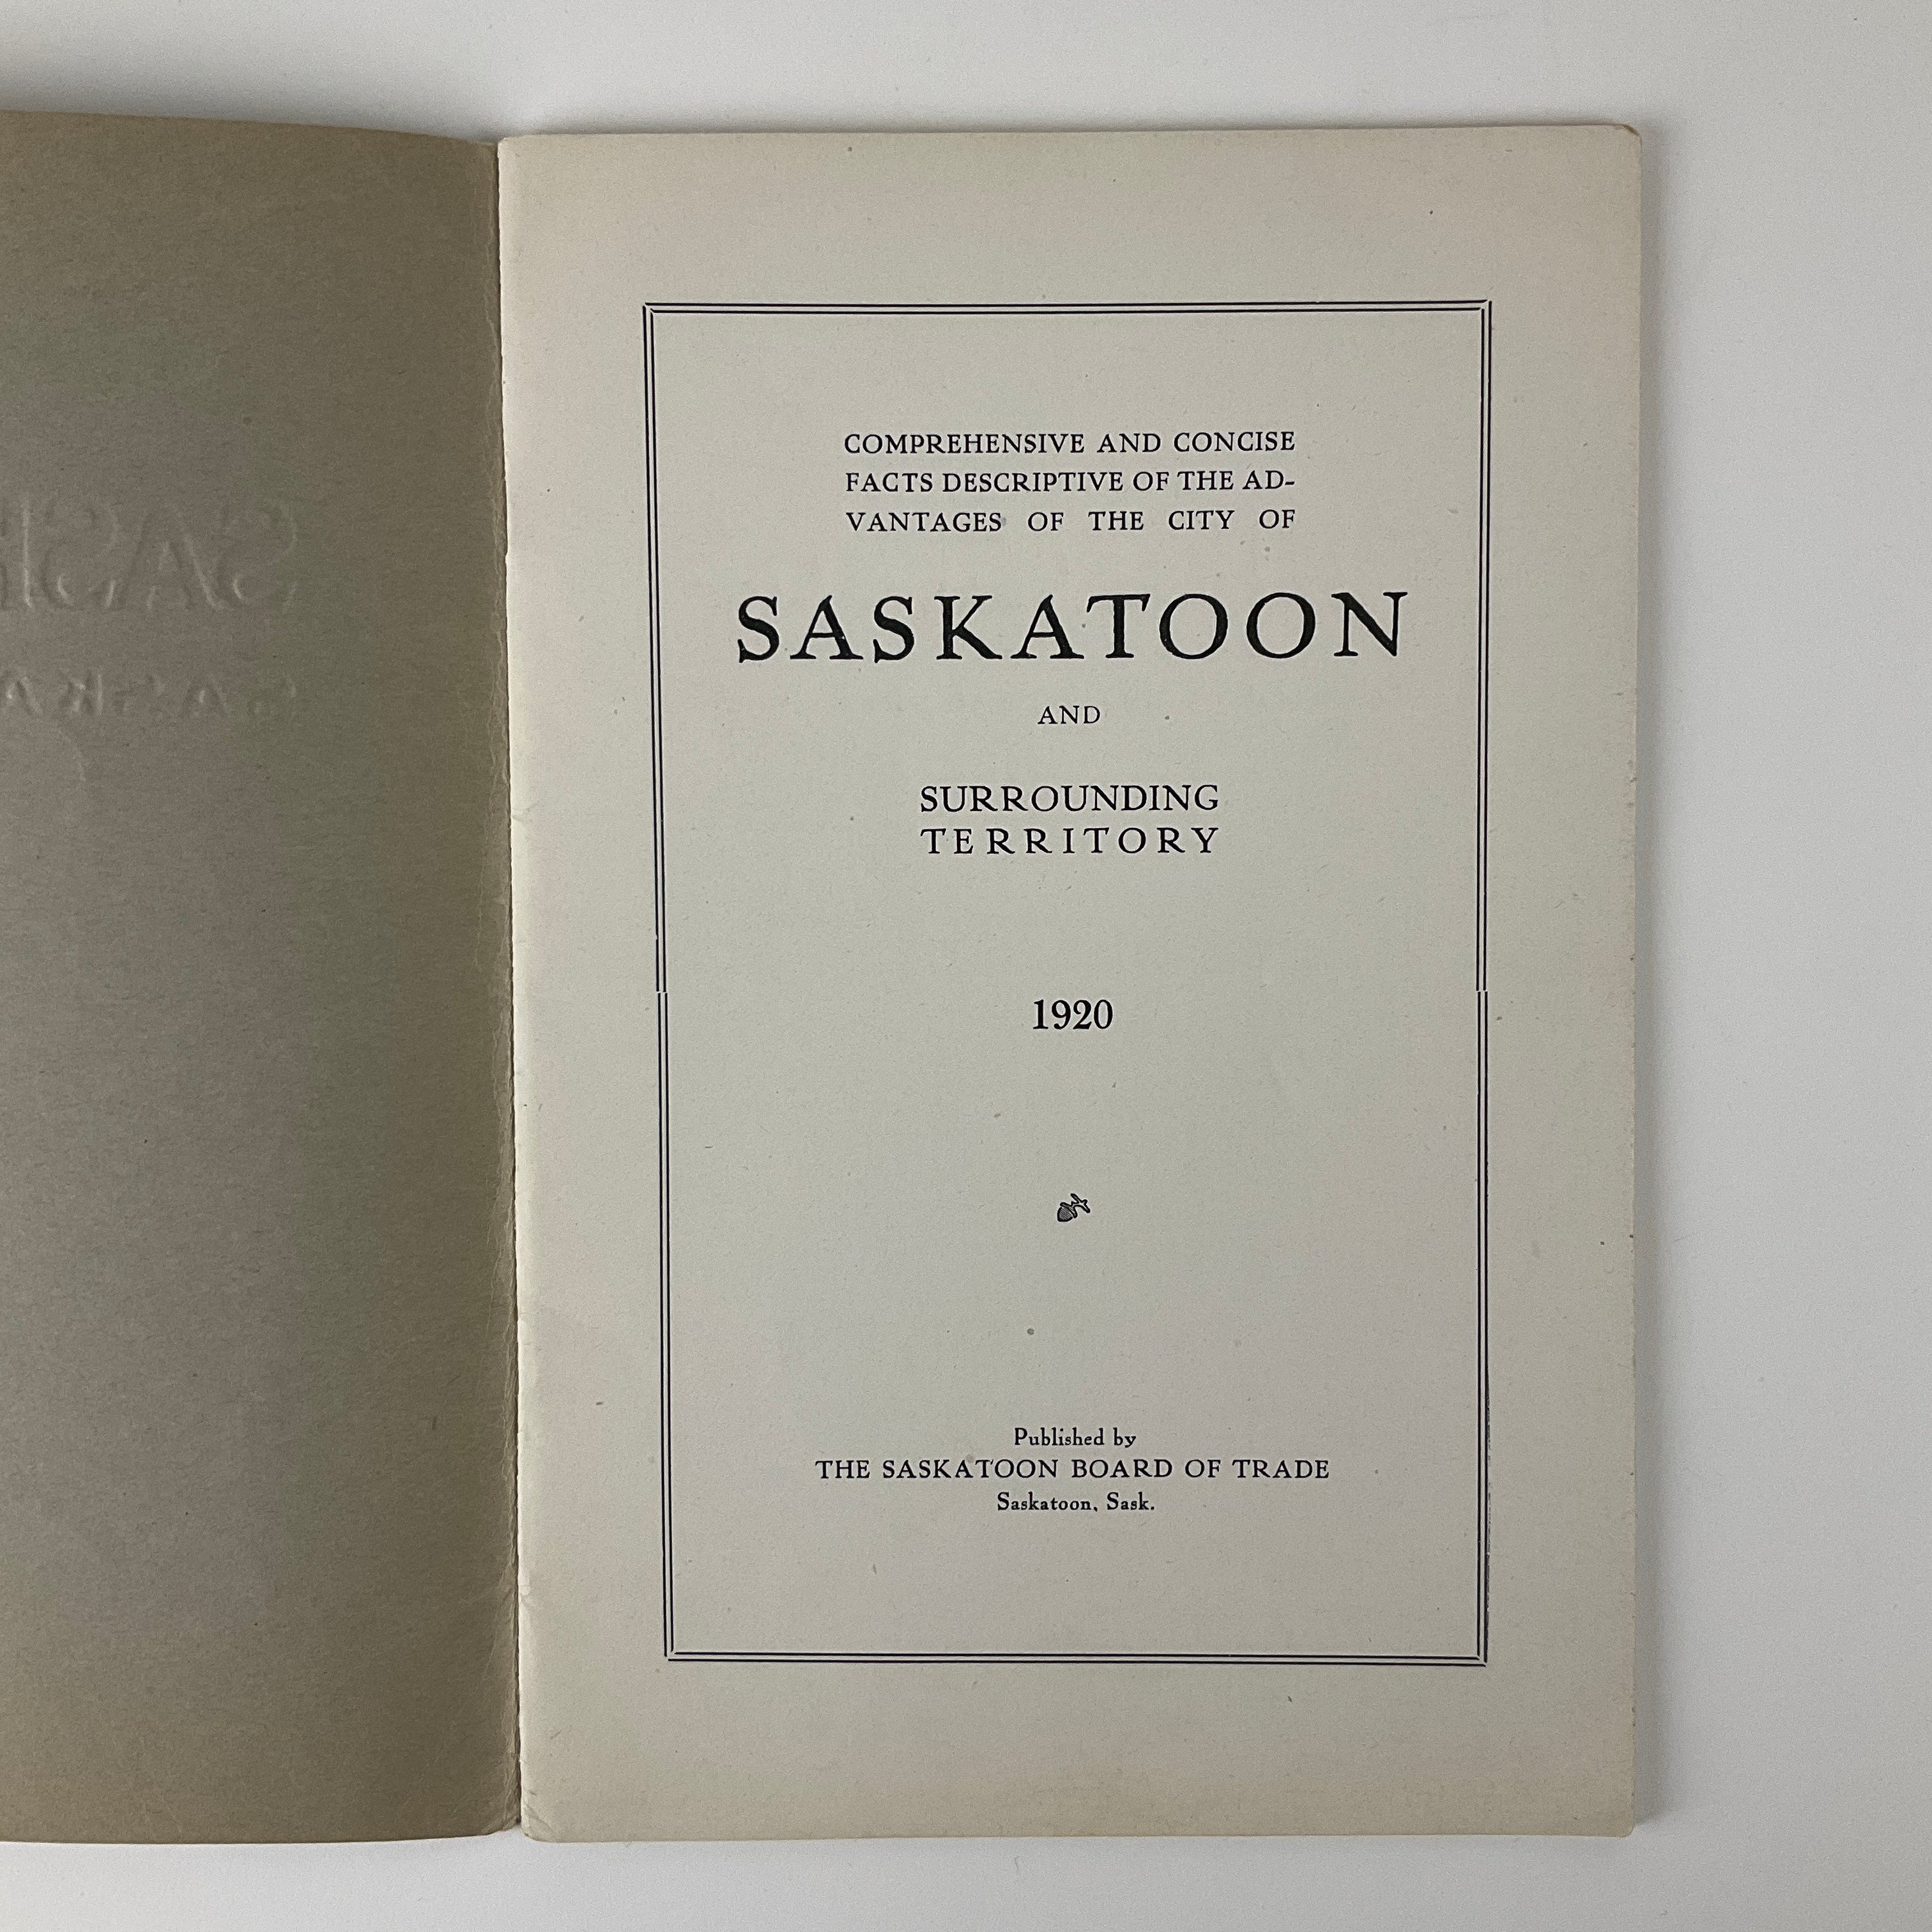 COMPREHENSIVE AND CONCISE
FACTS DESCRIPTIVE OF THE AD-
VANTAGES OF THE CITY OF
SASKATOON
AND
SURROUNDING
TERRITORY
1920
Published by
THE SASKATOON BOARD OF TRADE
Saskatoon, Sask.